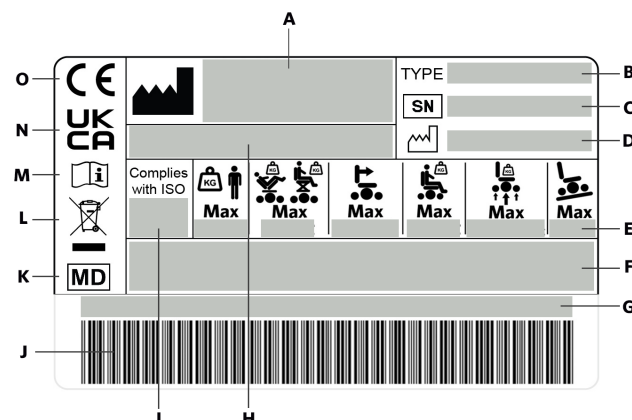 A
O
CE
TYPE
B
SN
C
N
UK
CA
D
M
i
Complies
with ISO
KG
KG
KG
KG
KG
L
Max
Max
Max
Max
Max
Max
E
K
MD
F
G
J
I
H